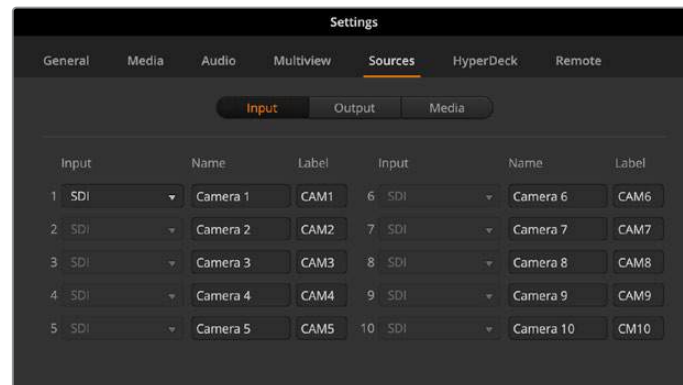 Settings
General Media Audio Multiview Sources HyperDeck Remote
Input Output Media
Input Name Label Input Name Label
1 SDI Camera 1 CAM1 6 SDI Camera 6 CAM6
2 SDI Camera 2 CAM2 7 SDI Camera 7 CAM7
3 SDI Camera 3 CAM3 8 SDI Camera 8 CAM8
4 SDI Camera 4 CAM4 9 SDI Camera 9 CAM9
5 SDI Camera 5 CAM5 10 SDI Camera 10 CM10